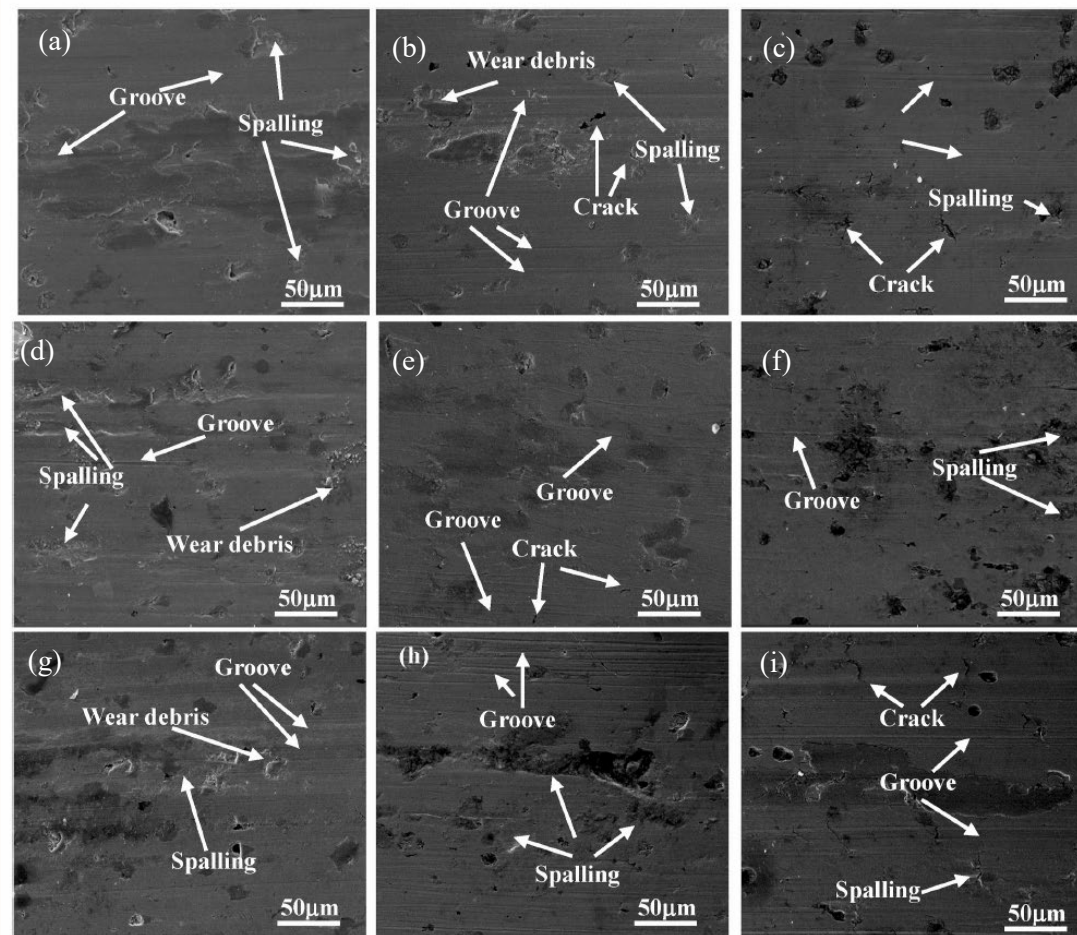 (a)
Groove
Spalling
50μm
(b)
Wear debris
Spalling
Groove
Crack
50μm
(c)
Spalling
Crack
50μm
(d)
Groove
Spalling
Wear debris
50μm
(e)
Groove
Groove
Crack
50μm
(f)
Spalling
Groove
50μm
(g)
Groove
Wear debris
Spalling
50μm
(h)
Groove
Spalling
50μm
(i)
Crack
Groove
Spalling
50μm